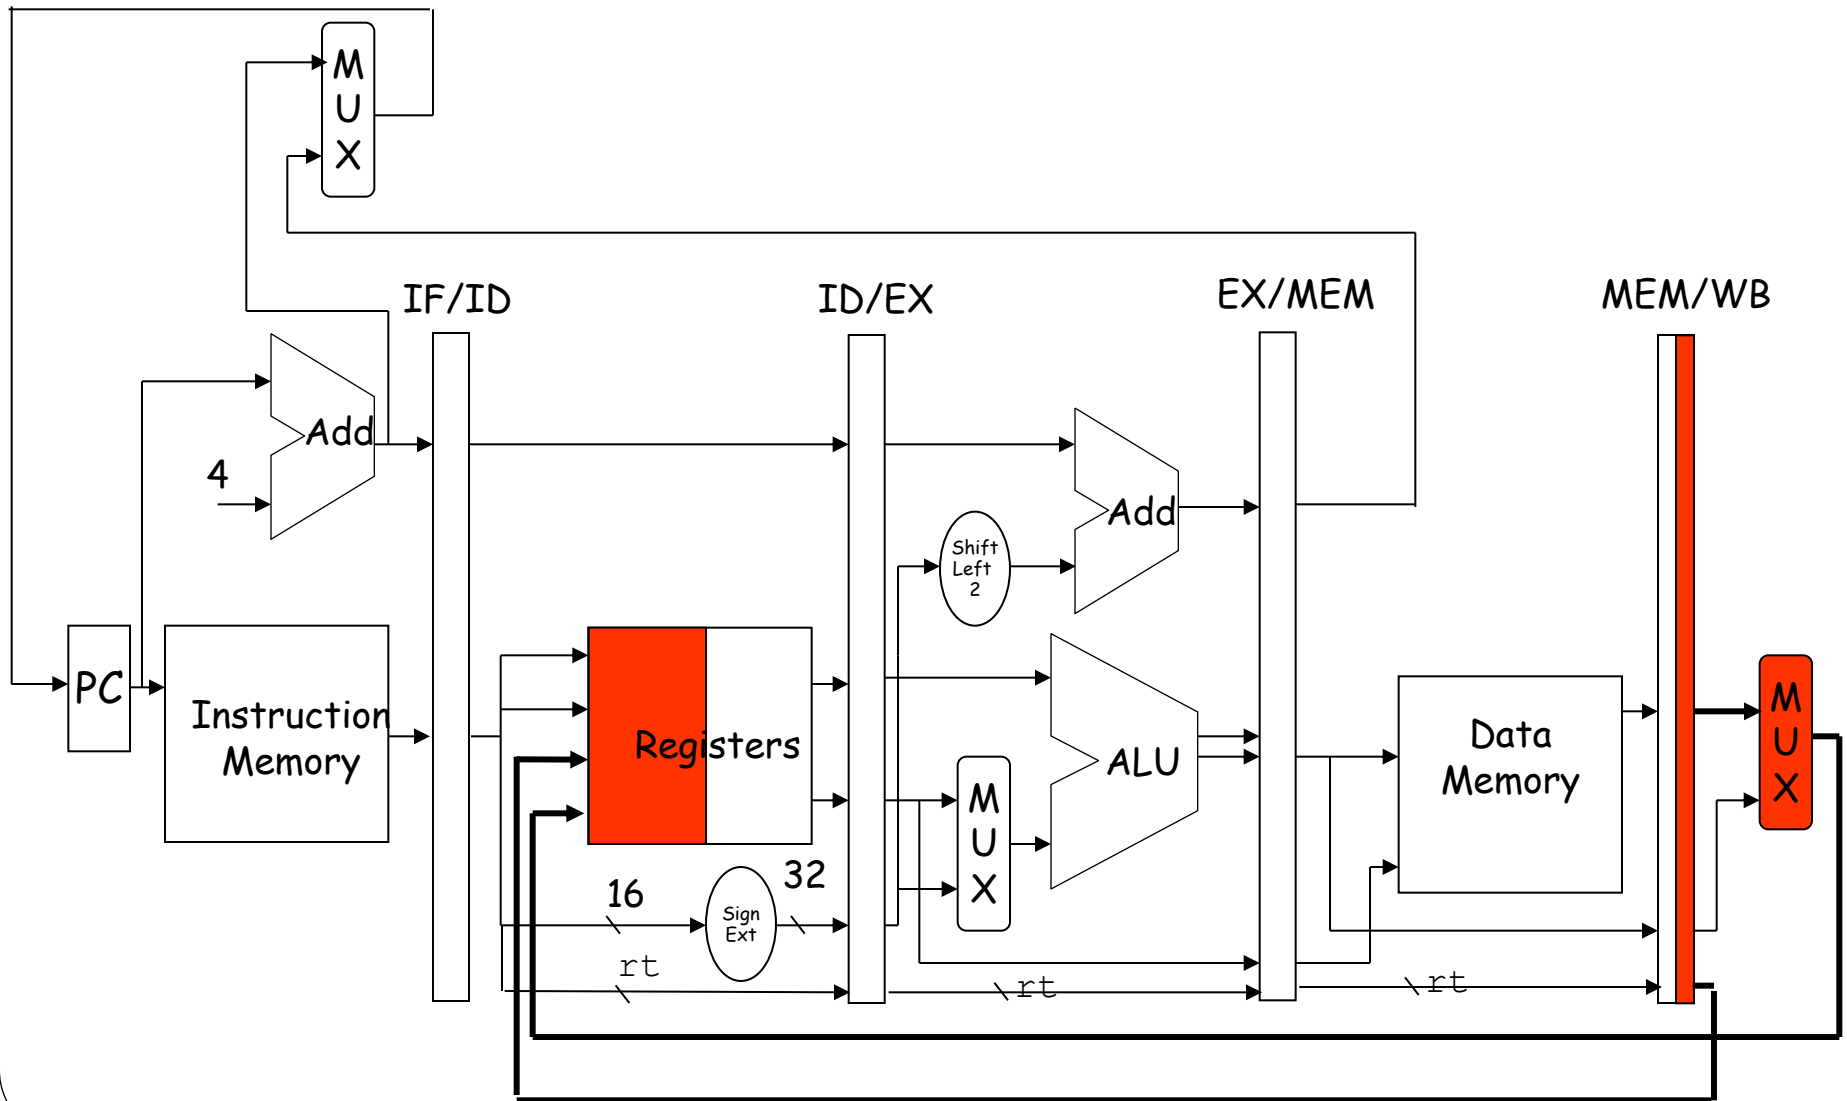 M
U
X
IF/ID
ID/EX
EX/MEM
MEM/WB
Add
4
Add
Shift
Left
2
PC
Instruction
Memory
Registers
ALU
M
U
X
Data
Memory
M
U
X
16
32
Sign
Ext
rt
rt
rt